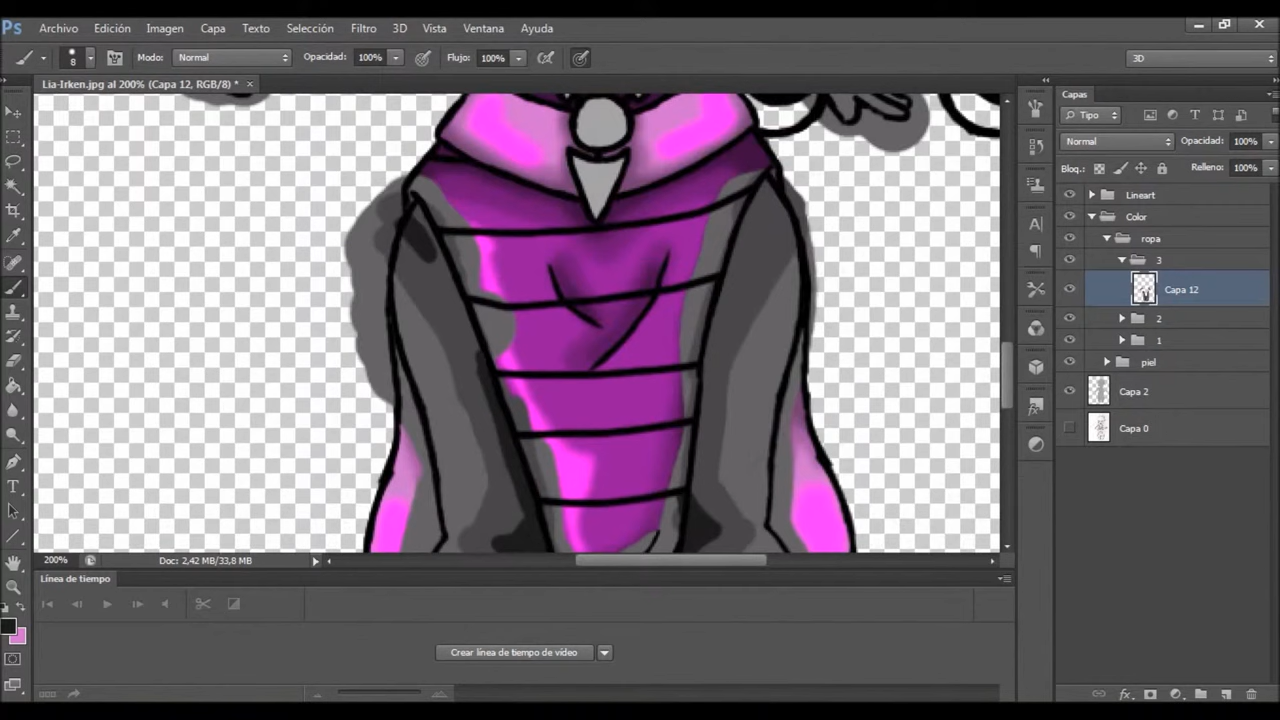 Ps Archivo Edición Imagen Capa Texto Selección Filtro 3D Vista Ventana Ayuda
8 Modo: Normal Opacidad: 100% Flujo: 100% 3D
Lia-Irken.jpg al 200% (Capa 12, RGB/8) *
Capas
Tipo
Normal Opacidad: 100%
Bloq.: Relleno: 100%
Lineart
Color
ropa
3
Capa 12
2
1
piel
Capa 2
Capa 0
200% Doc: 2,42 MB/33,8 MB
Línea de tiempo
Crear línea de tiempo de vídeo